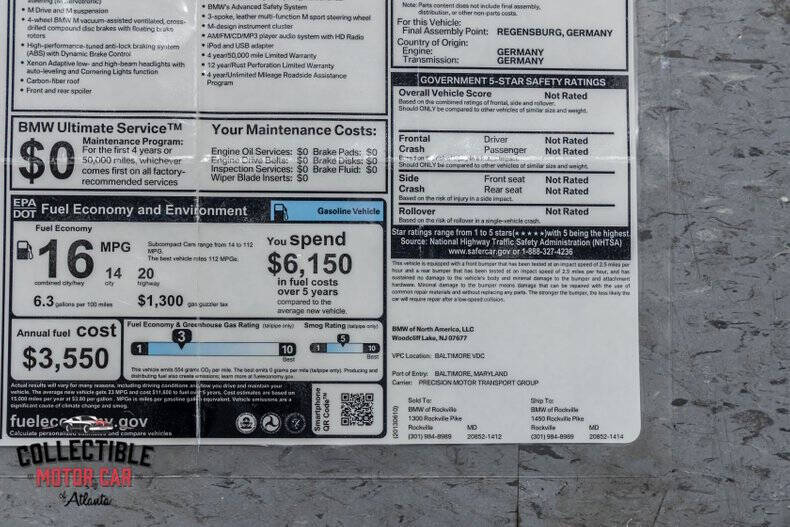 steering (M Servotronic)
• M Drive and M suspension
• 4-wheel BMW M vacuum-assisted ventilated, cross-
drilled compound disc brakes with floating brake
rotors
• High-performance-tuned anti-lock braking system
(ABS) with Dynamic Brake Control
• Xenon Adaptive low- and high-beam headlights with
auto-leveling and Cornering Lights function
• Carbon-fiber roof
• Front and rear spoiler
• BMW's Advanced Safety System
• 3-spoke, leather multi-function M sport steering wheel
• M-design instrument cluster
• AM/FM/CD/MP3 player audio system with HD Radio
• iPod and USB adapter
• 4 year/50,000 mile Limited Warranty
• 12 year/Rust Perforation Limited Warranty
• 4 year/Unlimited Mileage Roadside Assistance
Program
Note: Parts content does not include final assembly,
distribution, or other non-parts costs.
For this Vehicle:
Final Assembly Point: REGENSBURG, GERMANY
Country of Origin:
Engine: GERMANY
Transmission: GERMANY
BMW Ultimate Service™
$0
Maintenance Program:
For the first 4 years or
50,000 miles, whichever
comes first on all factory-
recommended services
Your Maintenance Costs:
Engine Oil Services: $0 Brake Pads: $0
Engine Drive Belts: $0 Brake Disks: $0
Inspection Services: $0 Brake Fluid: $0
Wiper Blade Inserts: $0
GOVERNMENT 5-STAR SAFETY RATINGS
Overall Vehicle Score Not Rated
Based on the combined ratings of frontal, side and rollover.
Should ONLY be compared to other vehicles of similar size and weight.
Frontal Driver Not Rated
Crash Passenger Not Rated
Based on risk of injury in a frontal impact.
Should ONLY be compared to other vehicles of similar size and weight.
Side Front seat Not Rated
Crash Rear seat Not Rated
Based on the risk of injury in a side impact.
Rollover Not Rated
Based on the risk of rollover in a single-vehicle crash.
Star ratings range from 1 to 5 stars(★★★★★)with 5 being the highest.
Source: National Highway Traffic Safety Administration (NHTSA)
www.safercar.gov or 1-888-327-4236
EPA
DOT Fuel Economy and Environment
Gasoline Vehicle
Fuel Economy
16 MPG
combined city/hwy
14 20
city highway
6.3 gallons per 100 miles
Subcompact Cars range from 14 to 112
MPG.
The best vehicle rates 112 MPGe.
$1,300 gas guzzler tax
You spend
$6,150
in fuel costs
over 5 years
compared to the
average new vehicle.
Annual fuel cost
$3,550
Fuel Economy & Greenhouse Gas Rating (tailpipe only)
3
1 10
Best
Smog Rating (tailpipe only)
5
1 10
Best
This vehicle emits 554 grams CO2 per mile. The best emits 0 grams per mile (tailpipe only). Producing and
distributing fuel also create emissions; learn more at fueleconomy.gov.
Actual results will vary for many reasons, including driving conditions and how you drive and maintain your
vehicle. The average new vehicle gets 23 MPG and cost $11,600 to fuel over 5 years. Cost estimates are based on
15,000 miles per year at $3.80 per gallon. MPGe is miles per gasoline gallon equivalent. Vehicle emissions are a
significant cause of climate change and smog.
fueleconomy.gov
Calculate personalized estimates and compare vehicles
Smartphone
QR Code™
This vehicle is equipped with a front bumper that has been tested at an impact speed of 2.5 miles per
hour and a rear bumper that has been tested at an impact speed of 2.5 miles per hour, and has
sustained no damage to the vehicle's body and minimal damage to the bumper and attachment
hardware. Minimal damage to the bumper means damage that can be repaired with the use of
common repair materials and without replacing any parts. The stronger the bumper, the less likely the
car will require repair after a low-speed collision.
BMW of North America, LLC
Woodcliff Lake, NJ 07677
VPC Location: BALTIMORE VDC
Port of Entry: BALTIMORE, MARYLAND
Carrier: PRECISION MOTOR TRANSPORT GROUP
(20130610)
Sold To:
BMW of Rockville
1300 Rockville Pike
Rockville MD
(301) 984-8989 20852-1412
Ship To:
BMW of Rockville
1450 Rockville Pike
Rockville MD
(301) 984-8989 20852-1414
COLLECTIBLE
MOTOR CAR
of Atlanta